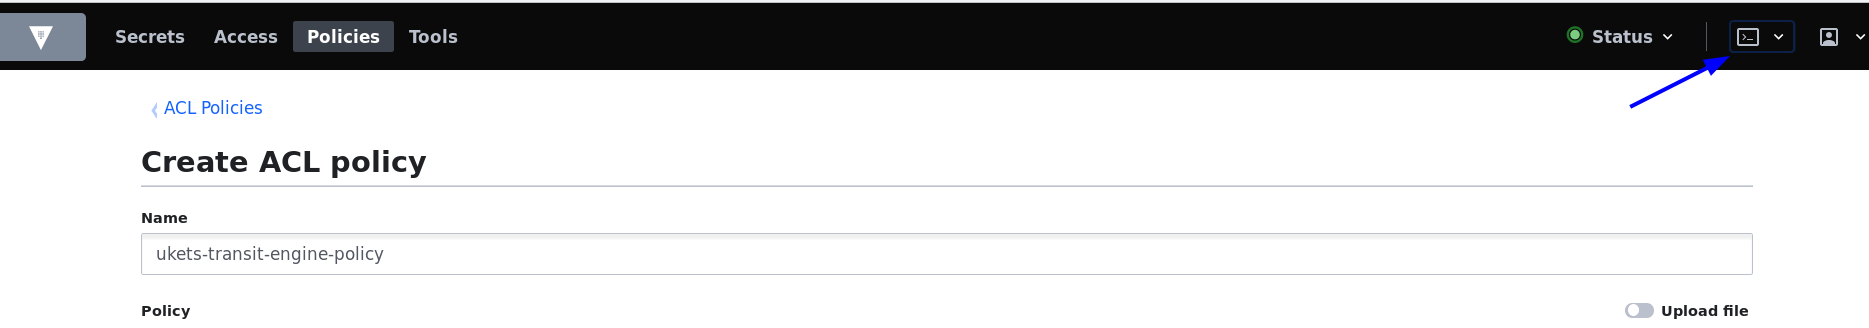 Secrets Access Policies Tools Status
ACL Policies
Create ACL policy
Name
ukets-transit-engine-policy
Policy Upload file